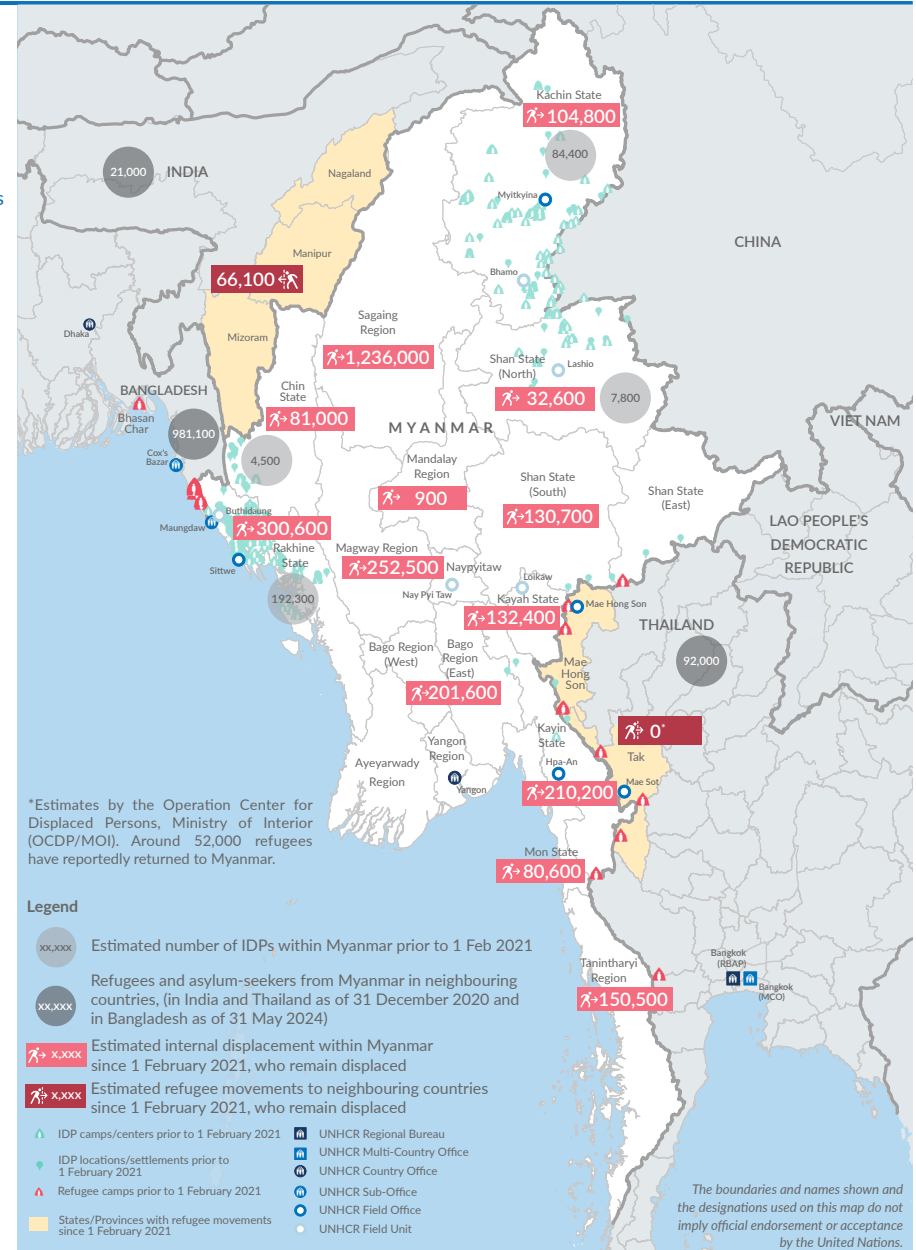 s
Kachin State
104,800
84,400
21,000
INDIA
Nagaland
Myitkyina
CHINA
Manipur
66,100
Bhamo
Dhaka
Sagaing
Region
Mizoram
1,236,000
Shan State
(North)
Lashio
BANGLADESH
Chin
State
32,600
7,800
Bhasan
Char
81,000
VIET NAM
MYANMAR
981,100
Cox's
Bazar
4,500
Mandalay
Region
Shan State
(South)
Shan State
(East)
900
Buthidaung
Maungdaw
300,600
130,700
LAO PEOPLE'S
DEMOCRATIC
REPUBLIC
Rakhine
State
Magway Region
Sittwe
252,500
Naypyitaw
Nay Pyi Taw
Loikaw
192,300
Kayah State
Mae Hong Son
132,400
THAILAND
Bago Region
(West)
Bago
Region
(East)
Mae
Hong
Son
92,000
201,600
0*
Kayin
State
Tak
Yangon
Region
Ayeyarwady
Region
Yangon
Hpa-An
Mae Sot
210,200
*Estimates by the Operation Center for
Displaced Persons, Ministry of Interior
(OCDP/MOI). Around 52,000 refugees
have reportedly returned to Myanmar.
Mon State
80,600
Tanintharyi
Region
150,500
Bangkok
(RBAP)
Bangkok
(MCO)
Legend
xx,xxx
Estimated number of IDPs within Myanmar prior to 1 Feb 2021
xx,xxx
Refugees and asylum-seekers from Myanmar in neighbouring
countries, (in India and Thailand as of 31 December 2020 and
in Bangladesh as of 31 May 2024)
x,xxx
Estimated internal displacement within Myanmar
since 1 February 2021, who remain displaced
x,xxx
Estimated refugee movements to neighbouring countries
since 1 February 2021, who remain displaced
IDP camps/centers prior to 1 February 2021
IDP locations/settlements prior to
1 February 2021
Refugee camps prior to 1 February 2021
States/Provinces with refugee movements
since 1 February 2021
UNHCR Regional Bureau
UNHCR Multi-Country Office
UNHCR Country Office
UNHCR Sub-Office
UNHCR Field Office
UNHCR Field Unit
The boundaries and names shown and
the designations used on this map do not
imply official endorsement or acceptance
by the United Nations.